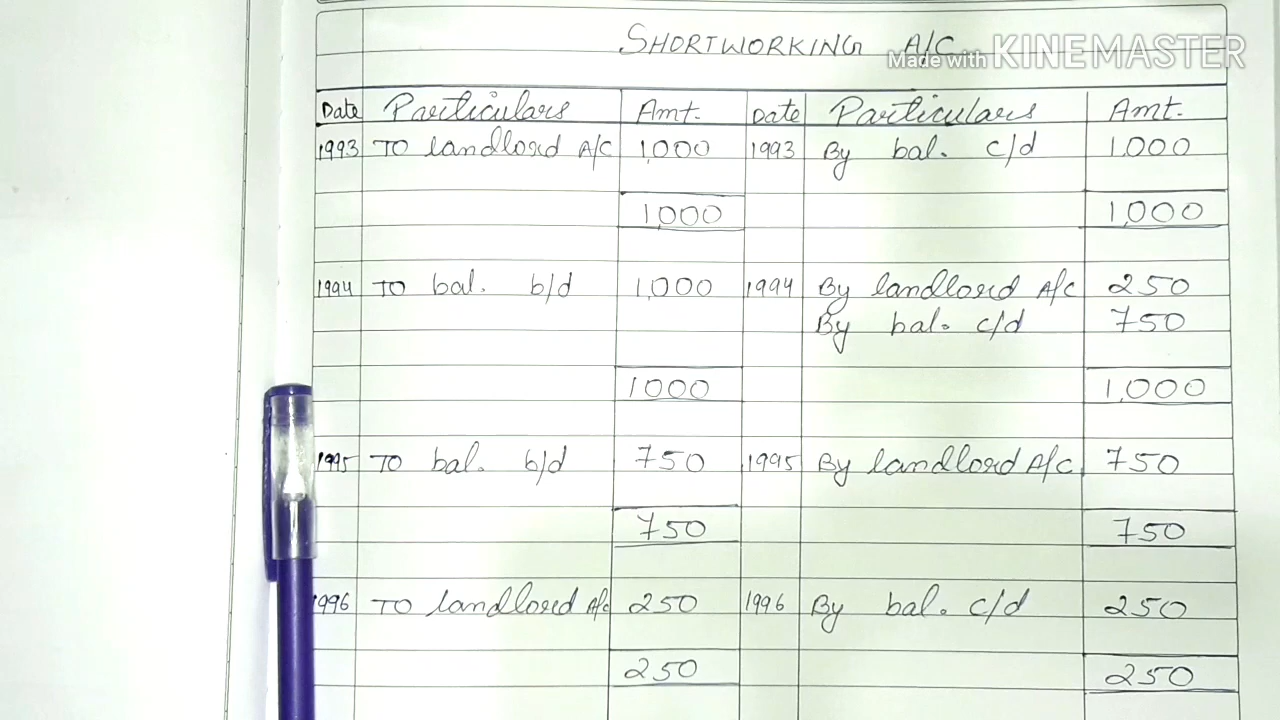 SHORTWORKING A/C
Made with KINEMASTER
Date Particulars Amt. Date Particulars Amt.
1993 TO landlord A/C 1,000 1993 By bal. c/d 1,000
1,000 1,000
1994 TO bal. b/d 1,000 1994 By landlord A/C 250
By bal. c/d 750
1000 1,000
1995 TO bal. b/d 750 1995 By landlord A/C 750
750 750
1996 TO landlord A/c 250 1996 By bal. c/d 250
250 250